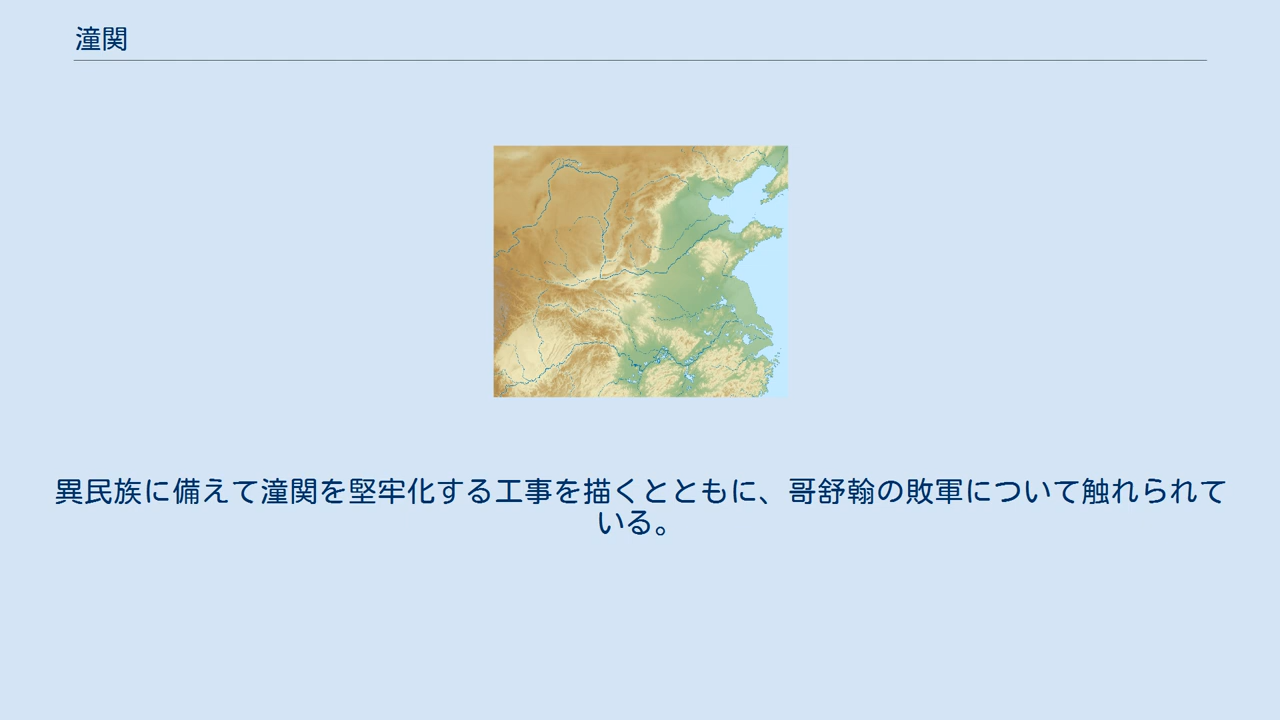 潼関
異民族に備えて潼関を堅牢化する工事を描くとともに、哥舒翰の敗軍について触れられて
いる。